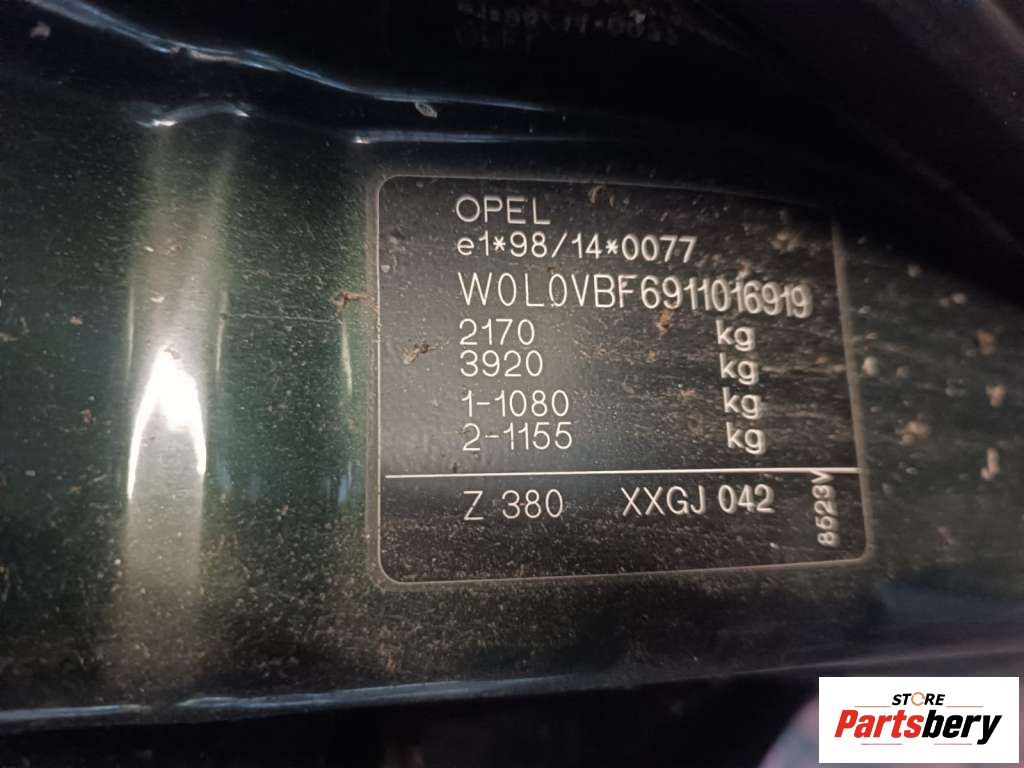 OPEL
e1*98/14*0077
W0L0VBF6911016919
2170 kg
3920 kg
1-1080 kg
2-1155 kg
Z 380 XXGJ 042
8523V
STORE
Partsbery